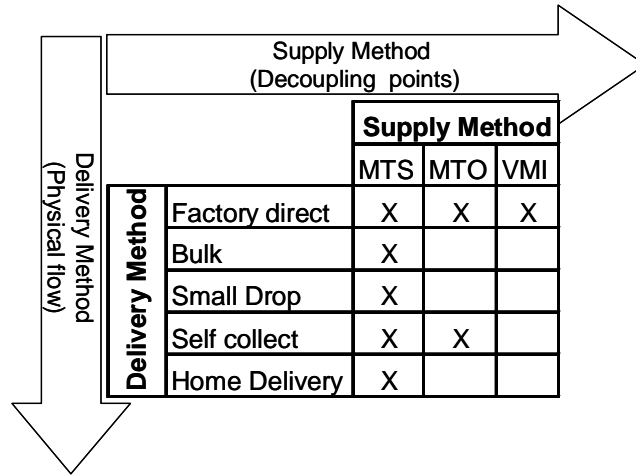 Supply Method
(Decoupling points)
Delivery Method
(Physical flow)
Supply Method
MTS MTO VMI
Delivery Method
Factory direct X X X
Bulk X
Small Drop X
Self collect X X
Home Delivery X